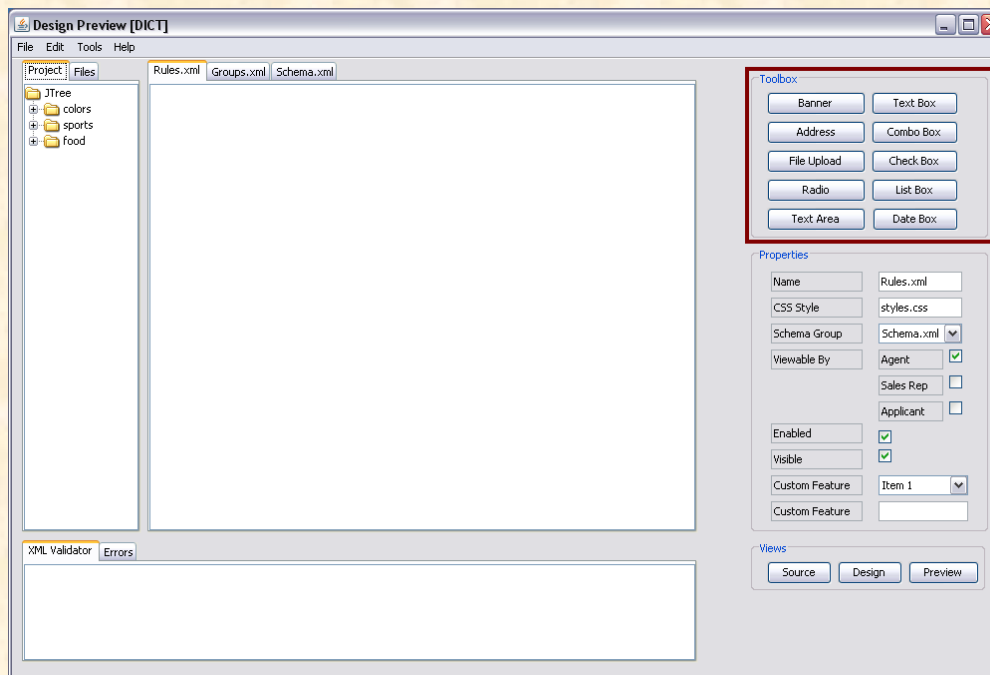 Design Preview [DICT]
File Edit Tools Help
Project Files
JTree
colors
sports
food
Rules.xml Groups.xml Schema.xml
Toolbox
Banner Text Box
Address Combo Box
File Upload Check Box
Radio List Box
Text Area Date Box
Properties
Name Rules.xml
CSS Style styles.css
Schema Group Schema.xml
Viewable By Agent
Sales Rep
Applicant
Enabled
Visible
Custom Feature Item 1
Custom Feature
XML Validator Errors
Views
Source Design Preview